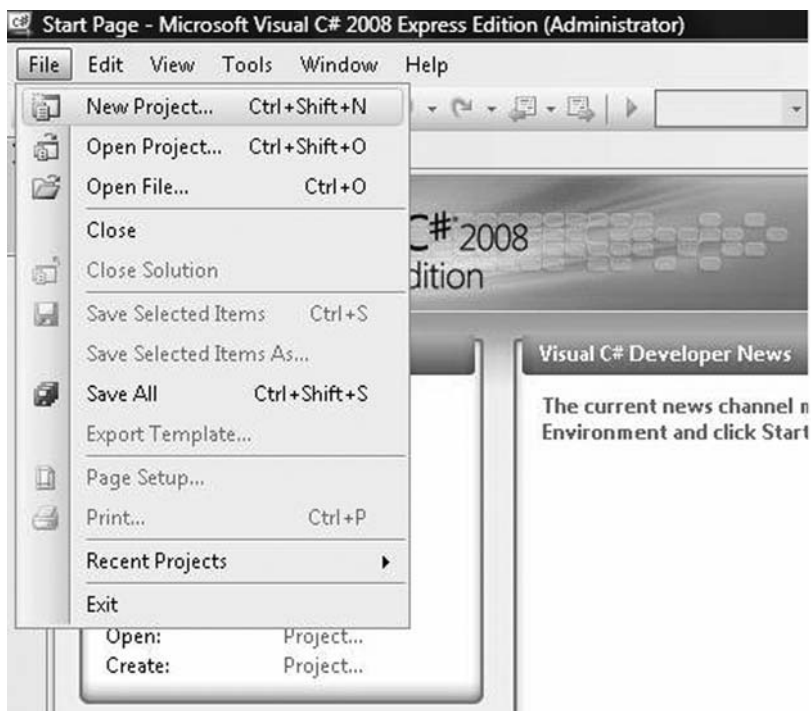 Start Page - Microsoft Visual C# 2008 Express Edition (Administrator)
File Edit View Tools Window Help
New Project... Ctrl+Shift+N
Open Project... Ctrl+Shift+O
Open File... Ctrl+O
Close
C# 2008
Close Solution
dition
Save Selected Items Ctrl+S
Save Selected Items As...
Visual C# Developer News
Save All Ctrl+Shift+S
The current news channel
Export Template...
Environment and click Start
Page Setup...
Print... Ctrl+P
Recent Projects
Exit
Open: Project...
Create: Project...